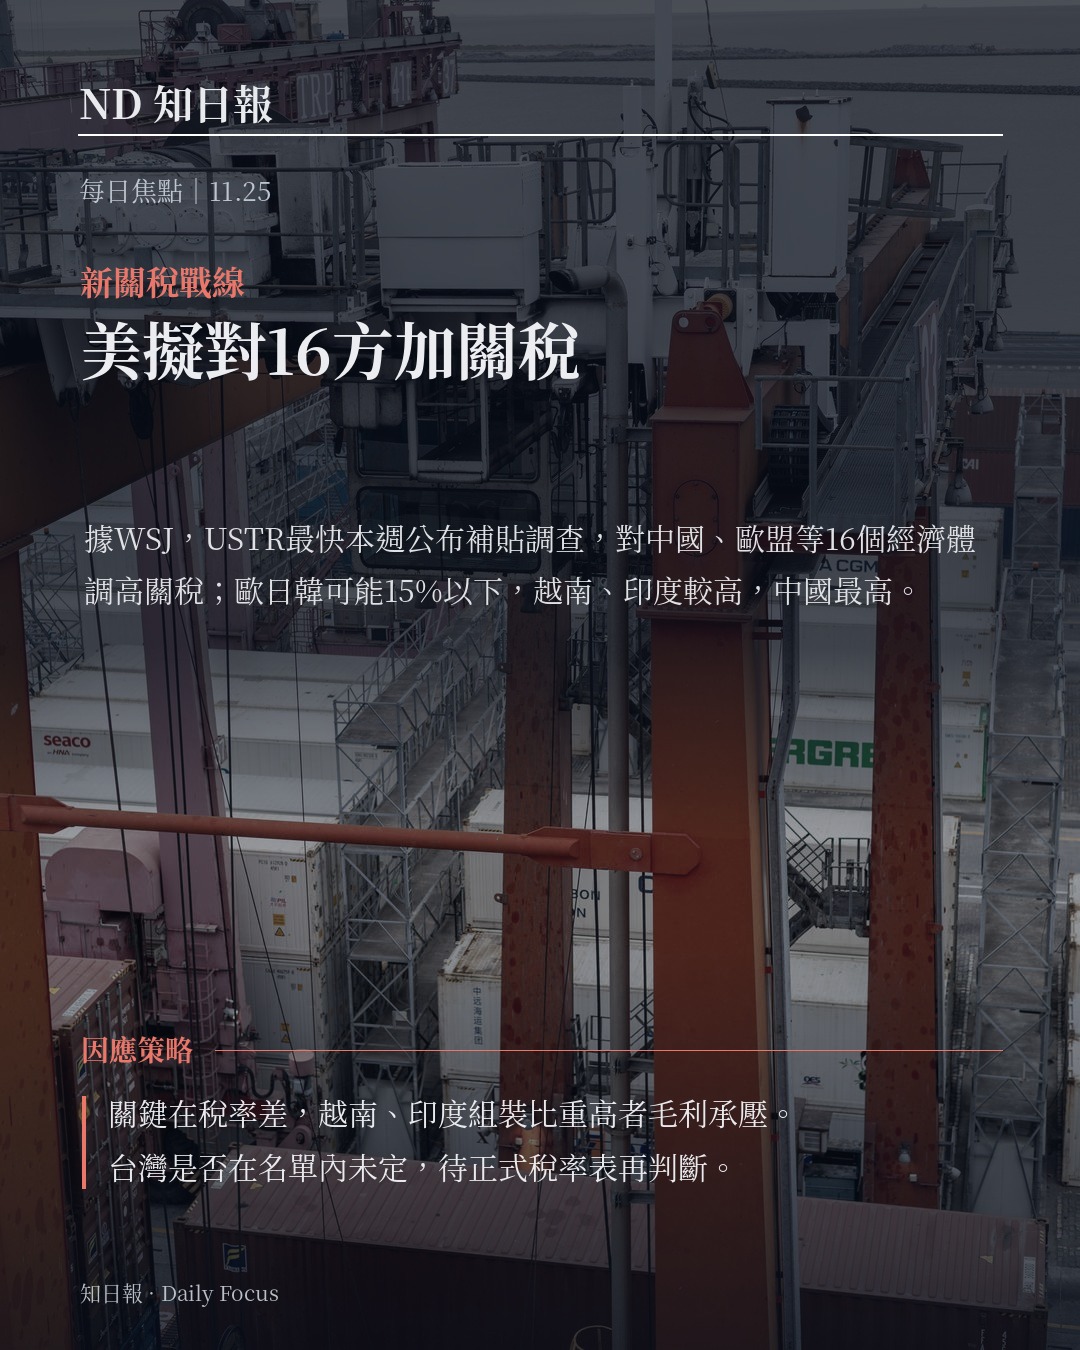 ND 知日報
每日焦點｜11.25
新關稅戰線
美擬對16方加關稅
據WSJ，USTR最快本週公布補貼調查，對中國、歐盟等16個經濟體
調高關稅；歐日韓可能15%以下，越南、印度較高，中國最高。
seaco
因應策略
關鍵在稅率差，越南、印度組裝比重高者毛利承壓。
台灣是否在名單內未定，待正式稅率表再判斷。
知日報 · Daily Focus